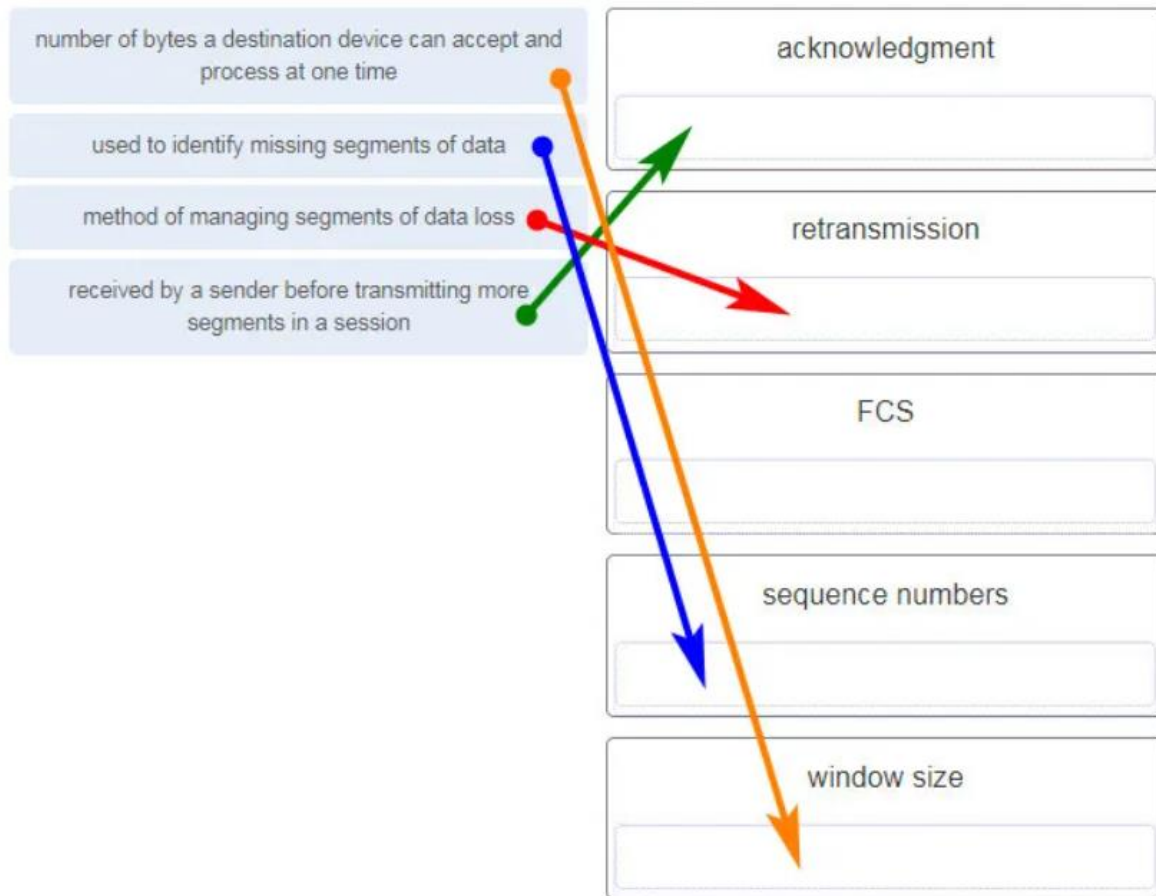 number of bytes a destination device can accept and
process at one time
used to identify missing segments of data
method of managing segments of data loss
received by a sender before transmitting more
segments in a session
acknowledgment
retransmission
FCS
sequence numbers
window size